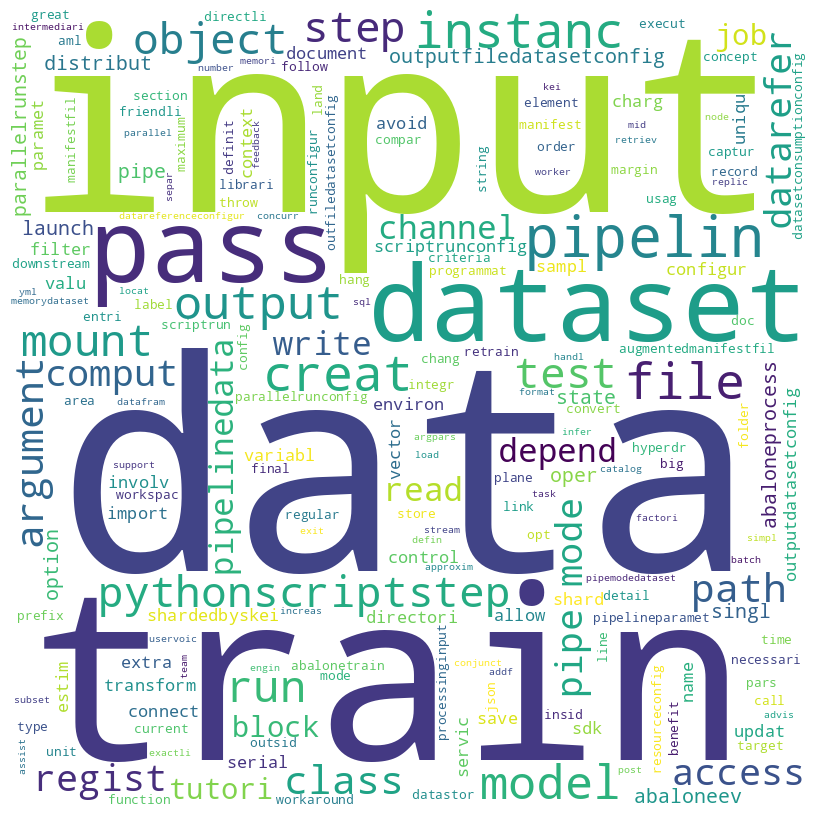 great
directli
intermediari
aml
object
step
instanc
execut
job
distribut
number
memori
document
outputfiledatasetconfig
concept
input
section
follow
kei
friendli
land
element
charg
mid
node
parallelrunstep
paramet
manifestfil
parallel
maximum
context
definit
feedback
outfiledatasetconfig
avoid
compar
manifest
retriev
uniqu
datarefer
datasetconsumptionconfig
pipe
separ
throw
librari
runconfigur
order
string
worker
margin
usag
captur
record
replic
datareferenceconfigur
concurr
launch
pass
channel
pipelin
filter
scriptrunconfig
criteria
downstream
hang
programmat
sampl
configur
valu
yml
memorydataset
locat
label
output
sql
dataset
entri
scriptrun
config
doc
mount
write
chang
retrain
augmentedmanifestfil
comput
creat
integr
format
handl
test
file
area
datafram
parallelrunconfig
environ
state
convert
infer
folder
argument
pipelinedata
data
argpars
load
vector
variabl
final
depend
hyperdr
abaloneprocess
outputdatasetconfig
support
involv
workspac
import
regular
read
plane
catalog
big
oper
task
link
store
stream
exit
opt
factori
simpl
option
defin
control
approxim
batch
pythonscriptstep
pipe mode
pipemodedataset
path
prefix
shardedbyskei
increas
directori
allow
shard
detail
singl
train
uservoic
engin
processinginput
pipelineparamet
line
time
estim
extra
team
abalonetrain
mode
conjunct
addf
name
necessari
transform
run
json
resourceconfig
pars
subset
connect
save
insid
benefit
call
advis
type
current
block
servic
sdk
updat
assist
unit
exactli
outsid
target
regist
serial
class
model
post
access
tutori
function
workaround
datastor
abaloneev